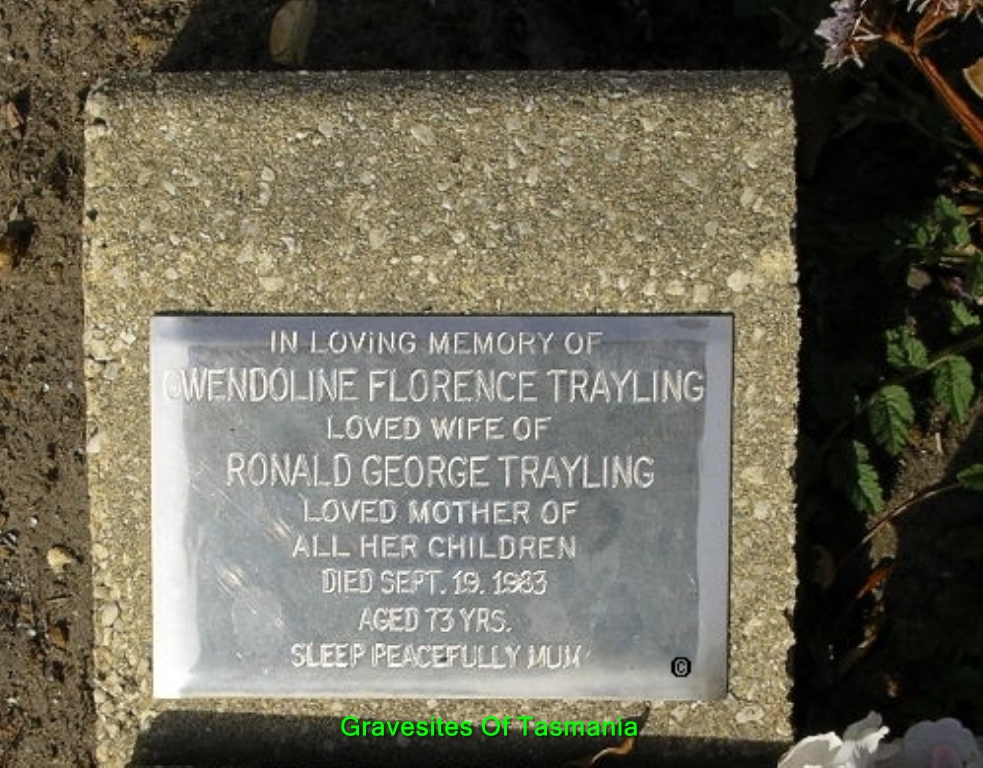 IN LOVING MEMORY OF
GWENDOLINE FLORENCE TRAYLING
LOVED WIFE OF
RONALD GEORGE TRAYLING
LOVED MOTHER OF
ALL HER CHILDREN
DIED SEPT. 19. 1983
AGED 73 YRS.
SLEEP PEACEFULLY MUM
©
Gravesites Of Tasmania